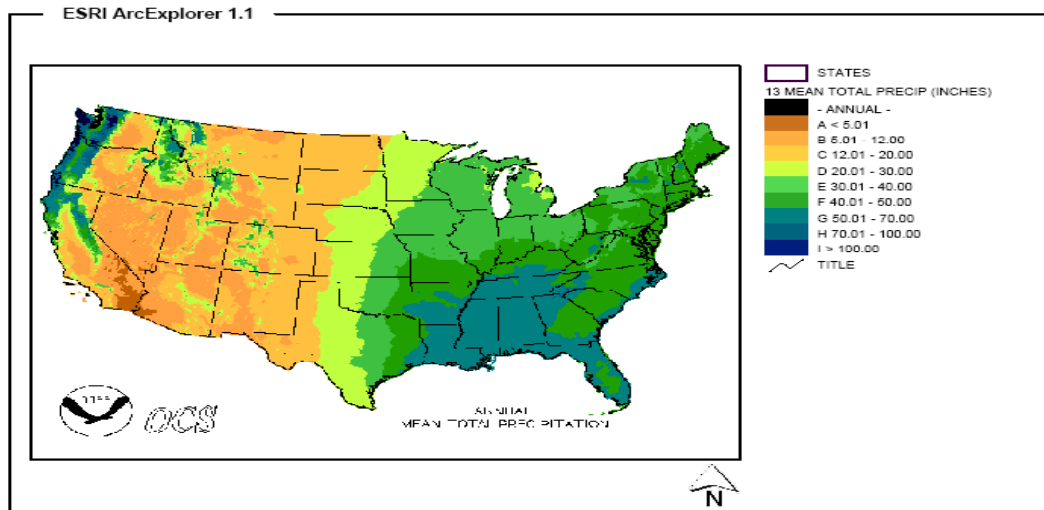 ESRI ArcExplorer 1.1
STATES
13 MEAN TOTAL PRECIP (INCHES)
- ANNUAL -
A < 5.01
B 5.01 - 12.00
C 12.01 - 20.00
D 20.01 - 30.00
E 30.01 - 40.00
F 40.01 - 50.00
G 50.01 - 70.00
H 70.01 - 100.00
I > 100.00
TITLE
OCS
ANNUAL
MEAN TOTAL PRECIPITATION
N